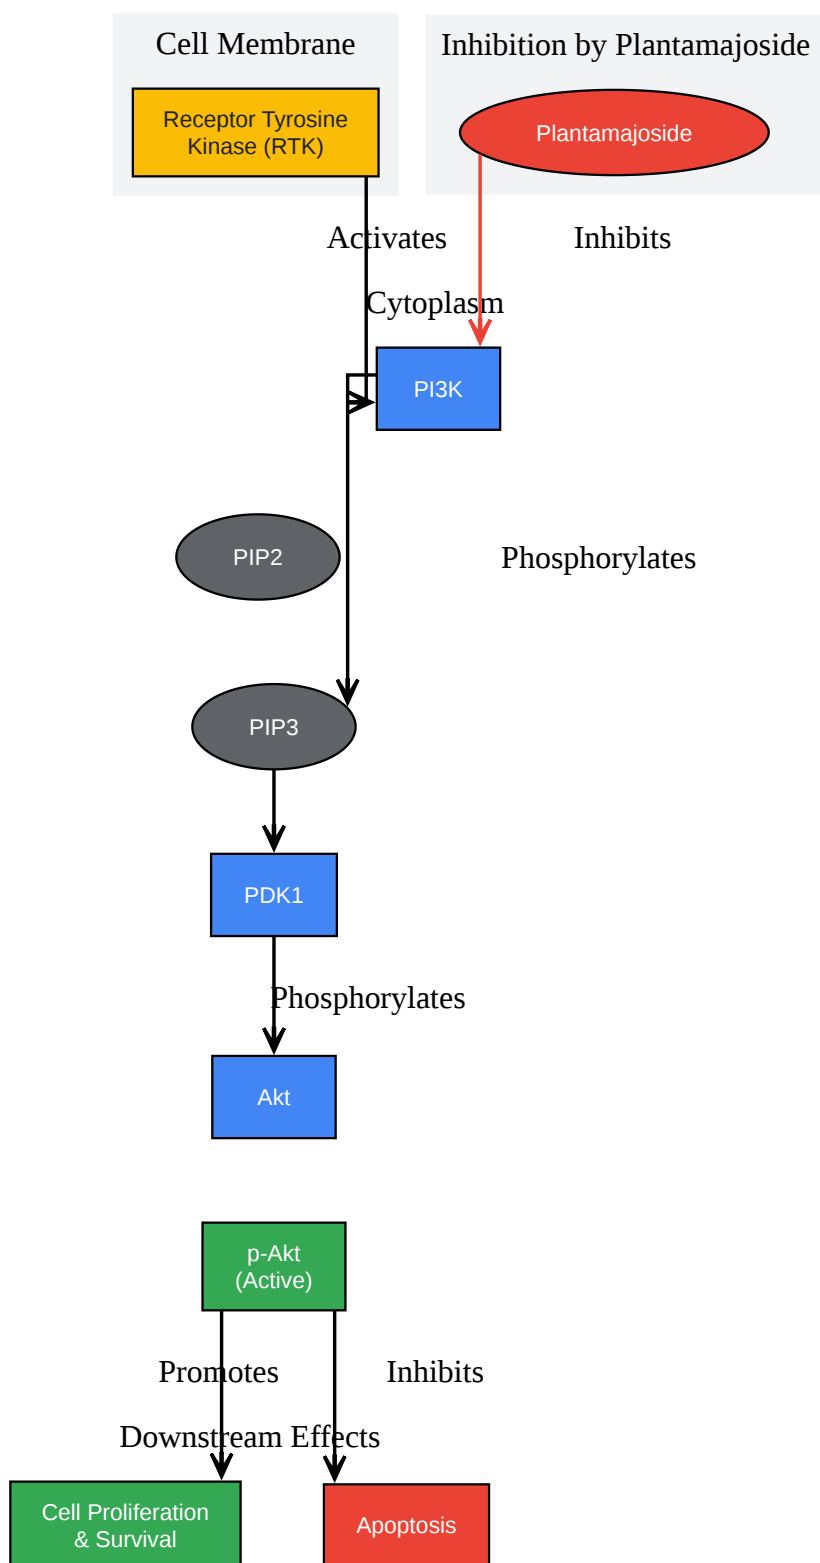 Cell Membrane
Inhibition by Plantamajoside
Receptor Tyrosine
Kinase (RTK)
Plantamajoside
Activates
Inhibits
Cytoplasm
PI3K
PIP2
Phosphorylates
PIP3
PDK1
Phosphorylates
Akt
p-Akt
(Active)
Promotes
Inhibits
Downstream Effects
Cell Proliferation
& Survival
Apoptosis